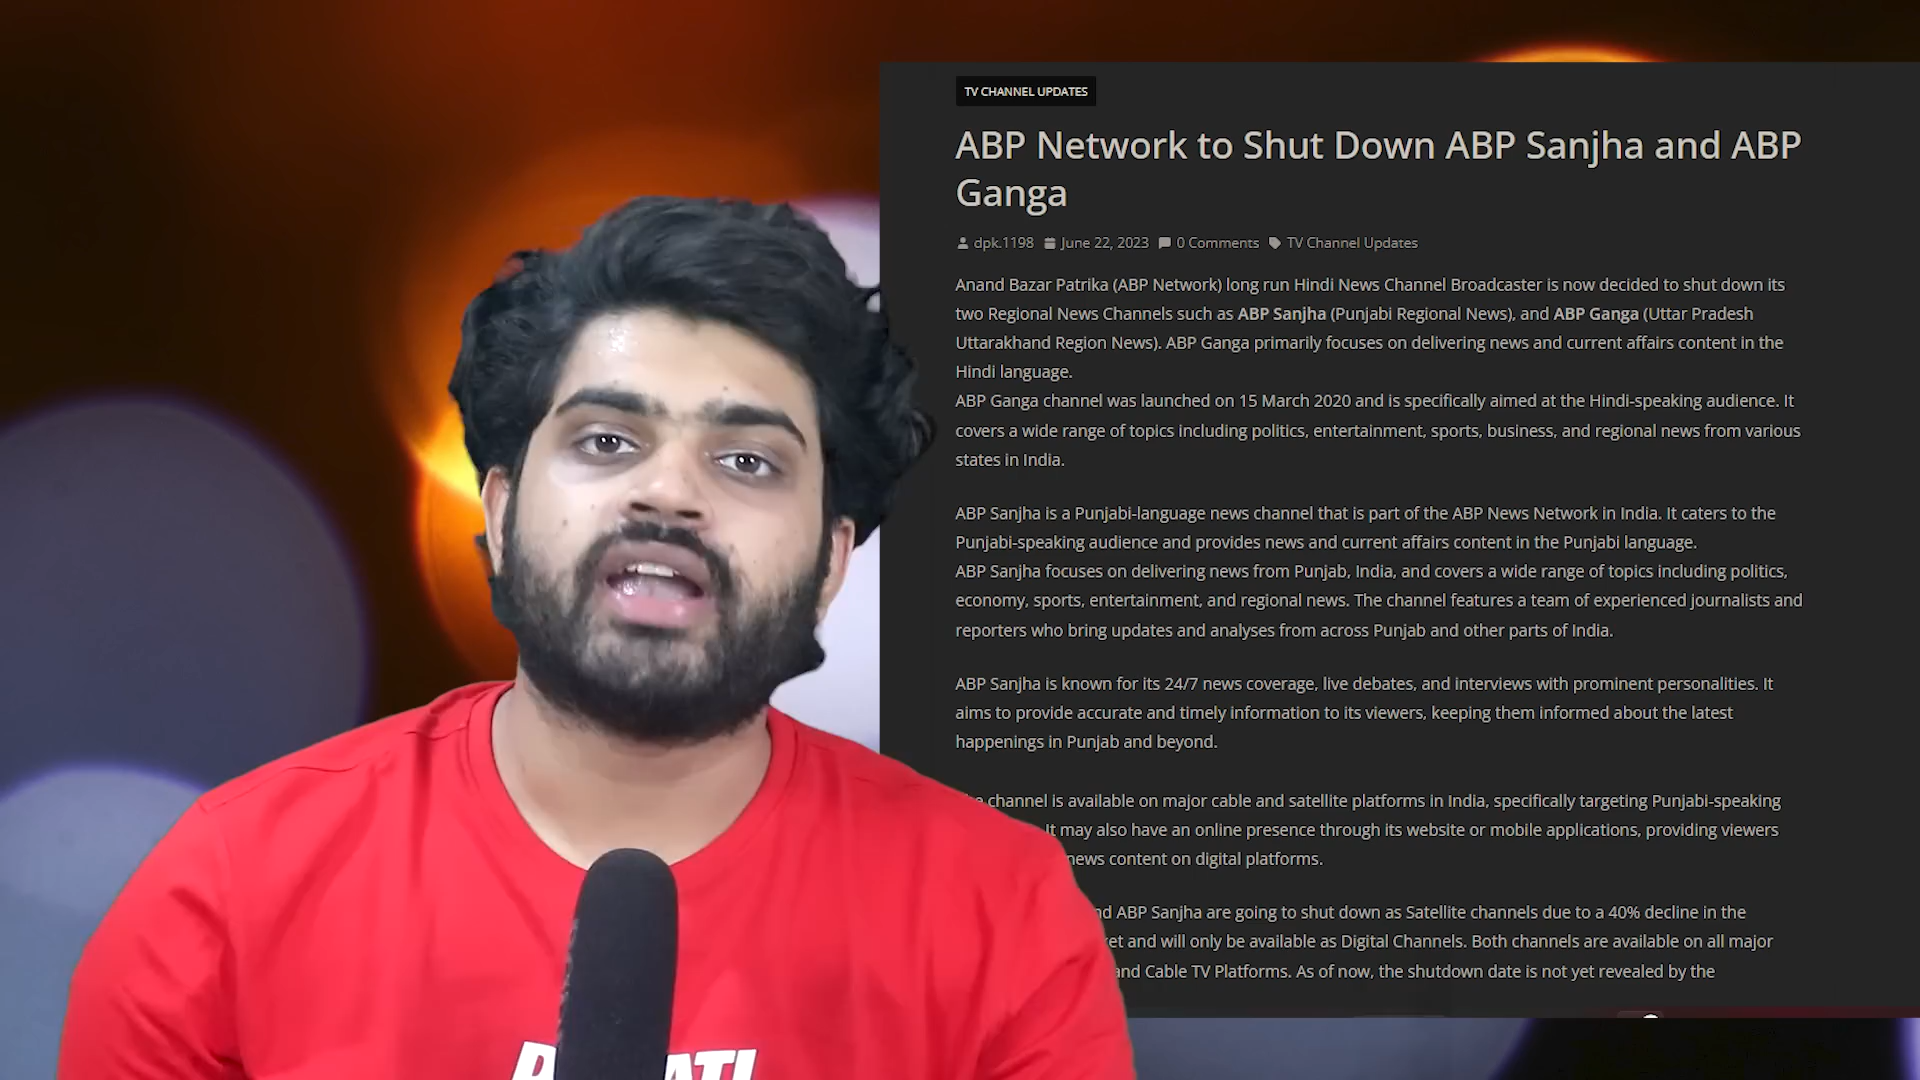 TV CHANNEL UPDATES
ABP Network to Shut Down ABP Sanjha and ABP
Ganga
dpk.1198 June 22, 2023 0 Comments TV Channel Updates
Anand Bazar Patrika (ABP Network) long run Hindi News Channel Broadcaster is now decided to shut down its
two Regional News Channels such as ABP Sanjha (Punjabi Regional News), and ABP Ganga (Uttar Pradesh
Uttarakhand Region News). ABP Ganga primarily focuses on delivering news and current affairs content in the
Hindi language.
ABP Ganga channel was launched on 15 March 2020 and is specifically aimed at the Hindi-speaking audience. It
covers a wide range of topics including politics, entertainment, sports, business, and regional news from various
states in India.
ABP Sanjha is a Punjabi-language news channel that is part of the ABP News Network in India. It caters to the
Punjabi-speaking audience and provides news and current affairs content in the Punjabi language.
ABP Sanjha focuses on delivering news from Punjab, India, and covers a wide range of topics including politics,
economy, sports, entertainment, and regional news. The channel features a team of experienced journalists and
reporters who bring updates and analyses from across Punjab and other parts of India.
ABP Sanjha is known for its 24/7 news coverage, live debates, and interviews with prominent personalities. It
aims to provide accurate and timely information to its viewers, keeping them informed about the latest
happenings in Punjab and beyond.
channel is available on major cable and satellite platforms in India, specifically targeting Punjabi-speaking
It may also have an online presence through its website or mobile applications, providing viewers
news content on digital platforms.
ABP Sanjha are going to shut down as Satellite channels due to a 40% decline in the
and will only be available as Digital Channels. Both channels are available on all major
and Cable TV Platforms. As of now, the shutdown date is not yet revealed by the